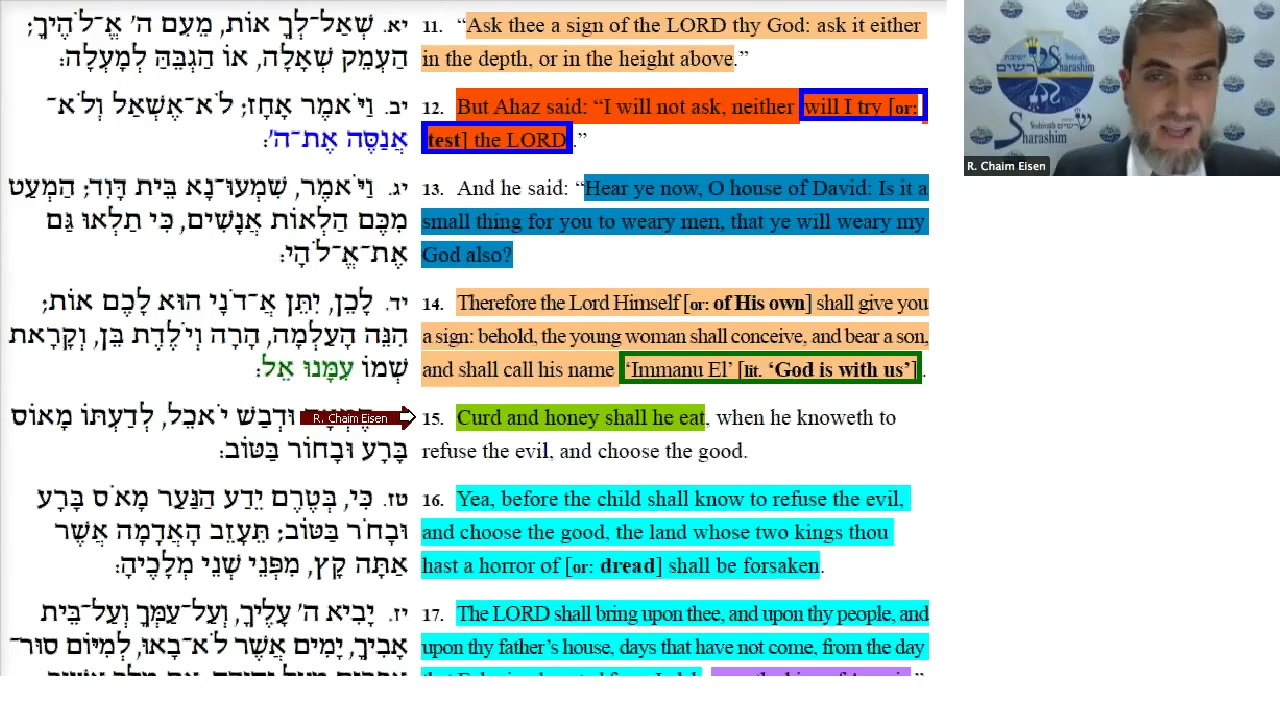 יא. שְׁאַל־לְךָ אוֹת, מֵעִם ה' אֱ־לֹהֶיךָ;
הַעְמֵק שְׁאָלָה, אוֹ הַגְבֵּהַּ לְמָעְלָה:
11. “Ask thee a sign of the LORD thy God: ask it either
in the depth, or in the height above.”
יב. וַיֹּאמֶר אָחָז; לֹא־אֶשְׁאַל וְלֹא־
אֲנַסֶּה אֶת־ה':
12. But Ahaz said: “I will not ask, neither will I try [or:
test] the LORD.”
יג. וַיֹּאמֶר, שִׁמְעוּ־נָא בֵּית דָּוִד; הַמְעַט
מִכֶּם הַלְאוֹת אֲנָשִׁים, כִּי תַלְאוּ גַּם
אֶת־אֱ־לֹהָי:
13. And he said: “Hear ye now, O house of David: Is it a
small thing for you to weary men, that ye will weary my
God also?
יד. לָכֵן, יִתֵּן אֲ־דֹנָי הוּא לָכֶם אוֹת;
הִנֵּה הָעַלְמָה, הָרָה וְיֹלֶדֶת בֵּן, וְקָרָאת
שְׁמוֹ עִמָּנוּ אֵל:
14. Therefore the Lord Himself [or: of His own] shall give you
a sign: behold, the young woman shall conceive, and bear a son,
and shall call his name ‘Immanu El’ [lit. ‘God is with us’].
וּדְבַשׁ יֹאכֵל, לְדַעְתּוֹ מָאוֹס
בָּרָע וּבָחוֹר בַּטּוֹב:
R. Chaim Eisen
15. Curd and honey shall he eat, when he knoweth to
refuse the evil, and choose the good.
טז. כִּי, בְּטֶרֶם יֵדַע הַנַּעַר מָאֹס בָּרָע
וּבָחֹר בַּטּוֹב; תֵּעָזֵב הָאֲדָמָה אֲשֶׁר
אַתָּה קָץ, מִפְּנֵי שְׁנֵי מְלָכֶיהָ:
16. Yea, before the child shall know to refuse the evil,
and choose the good, the land whose two kings thou
hast a horror of [or: dread] shall be forsaken.
יז. יָבִיא ה' עָלֶיךָ, וְעַל־עַמְּךָ וְעַל־בֵּית
אָבִיךָ, יָמִים אֲשֶׁר לֹא־בָאוּ, לְמִיּוֹם סוּר־
17. The LORD shall bring upon thee, and upon thy people, and
upon thy father’s house, days that have not come, from the day
ישיבת
שרשים
Sharashim
Yeshivath
Sharashim
R. Chaim Eisen